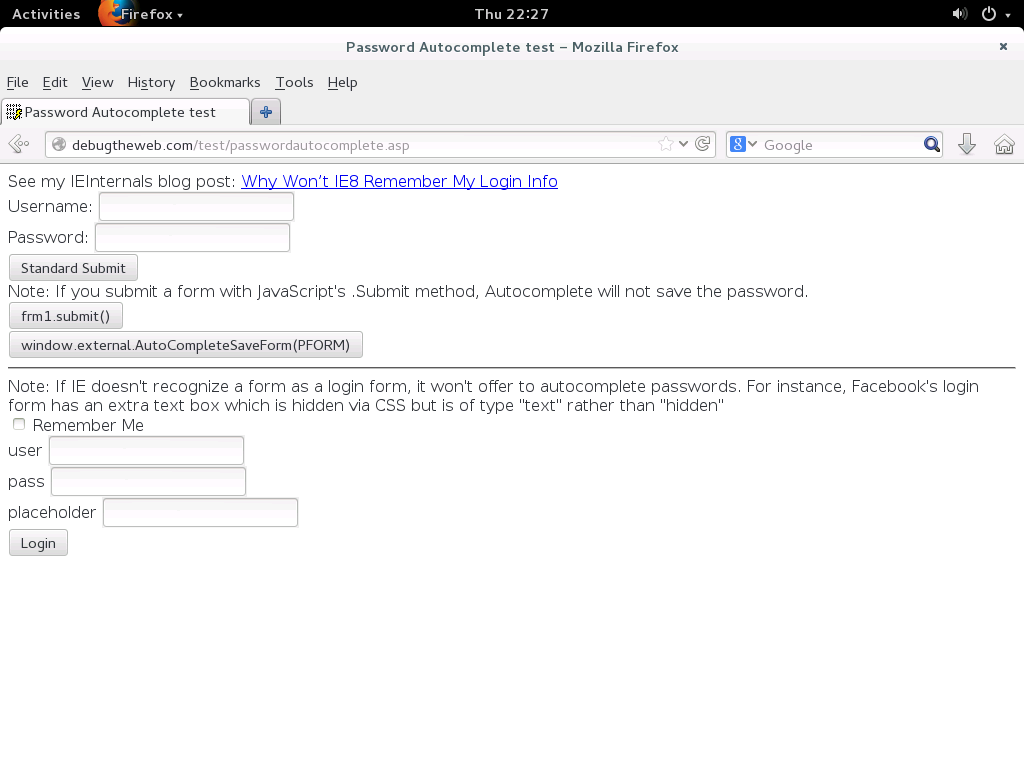 Activities Firefox Thu 22:27
Password Autocomplete test – Mozilla Firefox
File Edit View History Bookmarks Tools Help
Password Autocomplete test
debugtheweb.com/test/passwordautocomplete.asp 8 Google
See my IEInternals blog post: Why Won’t IE8 Remember My Login Info
Username:
Password:
Standard Submit
Note: If you submit a form with JavaScript's .Submit method, Autocomplete will not save the password.
frm1.submit()
window.external.AutoCompleteSaveForm(PFORM)
Note: If IE doesn't recognize a form as a login form, it won't offer to autocomplete passwords. For instance, Facebook's login
form has an extra text box which is hidden via CSS but is of type "text" rather than "hidden"
Remember Me
user
pass
placeholder
Login